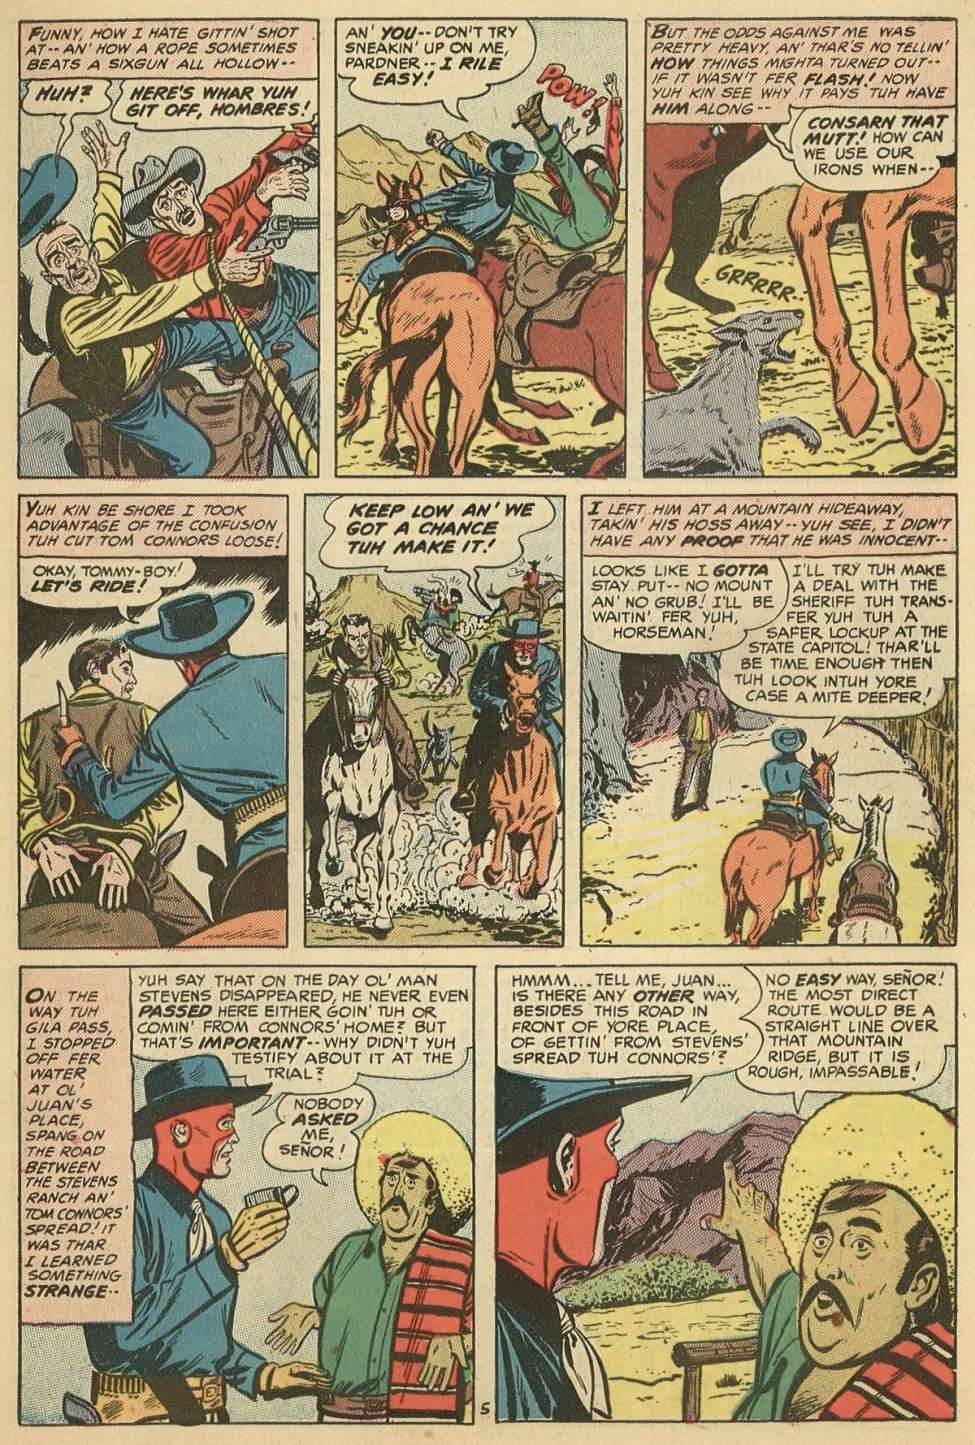 FUNNY, HOW I HATE GITTIN' SHOT
AT-- AN' HOW A ROPE SOMETIMES
BEATS A SIXGUN ALL HOLLOW--
HUH?
HERE'S WHAR YUH
GIT OFF, HOMBRES!
AN' YOU-- DON'T TRY
SNEAKIN' UP ON ME,
PARDNER-- I RILE
EASY!
POW!
BUT THE ODDS AGAINST ME WAS
PRETTY HEAVY, AN' THAR'S NO TELLIN'
HOW THINGS MIGHTA TURNED OUT--
IF IT WASN'T FER FLASH! NOW
YUH KIN SEE WHY IT PAYS TUH HAVE
HIM ALONG--
CONSARN THAT
MUTT! HOW CAN
WE USE OUR
IRONS WHEN--
GRRRRR--
YUH KIN BE SHORE I TOOK
ADVANTAGE OF THE CONFUSION
TUH CUT TOM CONNORS LOOSE!
OKAY, TOMMY-BOY!
LET'S RIDE!
KEEP LOW AN' WE
GOT A CHANCE
TUH MAKE IT!
I LEFT HIM AT A MOUNTAIN HIDEAWAY,
TAKIN' HIS HOSS AWAY-- YUH SEE, I DIDN'T
HAVE ANY PROOF THAT HE WAS INNOCENT--
LOOKS LIKE I GOTTA
STAY PUT-- NO MOUNT
AN' NO GRUB! I'LL BE
WAITIN' FER YUH,
HORSEMAN!
I'LL TRY TUH MAKE
A DEAL WITH THE
SHERIFF TUH TRANS-
FER YUH TUH A
SAFER LOCKUP AT THE
STATE CAPITOL! THAR'LL
BE TIME ENOUGH THEN
TUH LOOK INTUH YORE
CASE A MITE DEEPER!
ON THE
WAY TUH
GILA PASS,
I STOPPED
OFF FER
WATER
AT OL'
JUAN'S
PLACE,
SPANG ON
THE ROAD
BETWEEN
THE STEVENS
RANCH AN'
TOM CONNORS'
SPREAD! IT
WAS THAR
I LEARNED
SOMETHING
STRANGE--
YUH SAY THAT ON THE DAY OL' MAN
STEVENS DISAPPEARED, HE NEVER EVEN
PASSED HERE EITHER GOIN' TUH OR
COMIN' FROM CONNORS' HOME? BUT
THAT'S IMPORTANT-- WHY DIDN'T YUH
TESTIFY ABOUT IT AT THE
TRIAL?
NOBODY
ASKED
ME,
SEÑOR!
HMMM... TELL ME, JUAN...
IS THERE ANY OTHER WAY,
BESIDES THIS ROAD IN
FRONT OF YORE PLACE,
OF GETTIN' FROM STEVENS'
SPREAD TUH CONNORS'?
NO EASY WAY, SEÑOR!
THE MOST DIRECT
ROUTE WOULD BE A
STRAIGHT LINE OVER
THAT MOUNTAIN
RIDGE, BUT IT IS
ROUGH, IMPASSABLE!
5